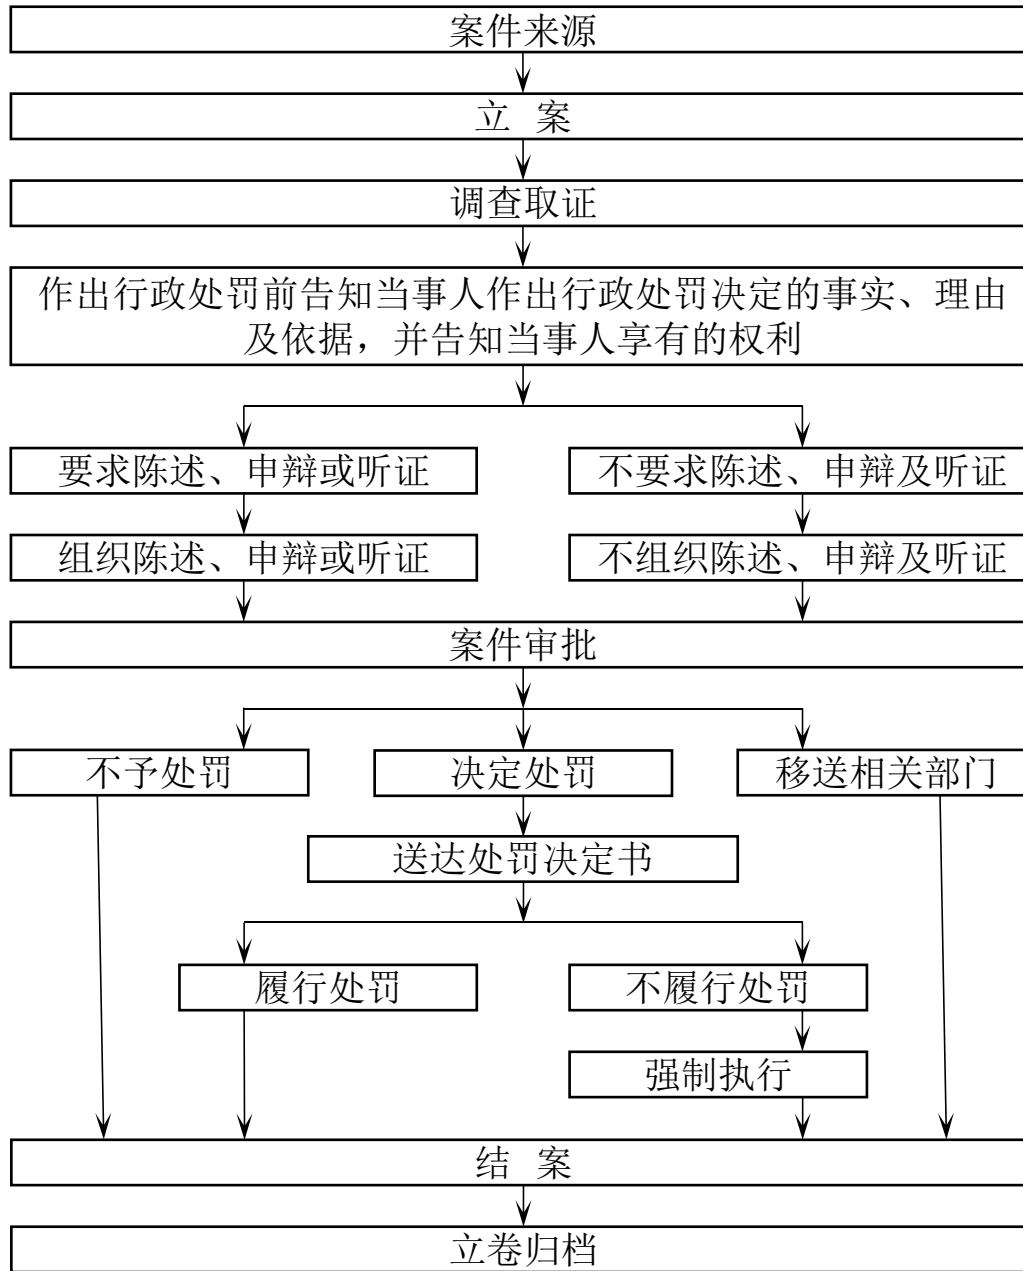 案件来源
立 案
调查取证
作出行政处罚前告知当事人作出行政处罚决定的事实、理由
及依据，并告知当事人享有的权利
要求陈述、申辩或听证
不要求陈述、申辩及听证
组织陈述、申辩或听证
不组织陈述、申辩及听证
案件审批
不予处罚
决定处罚
移送相关部门
送达处罚决定书
履行处罚
不履行处罚
强制执行
结 案
立卷归档